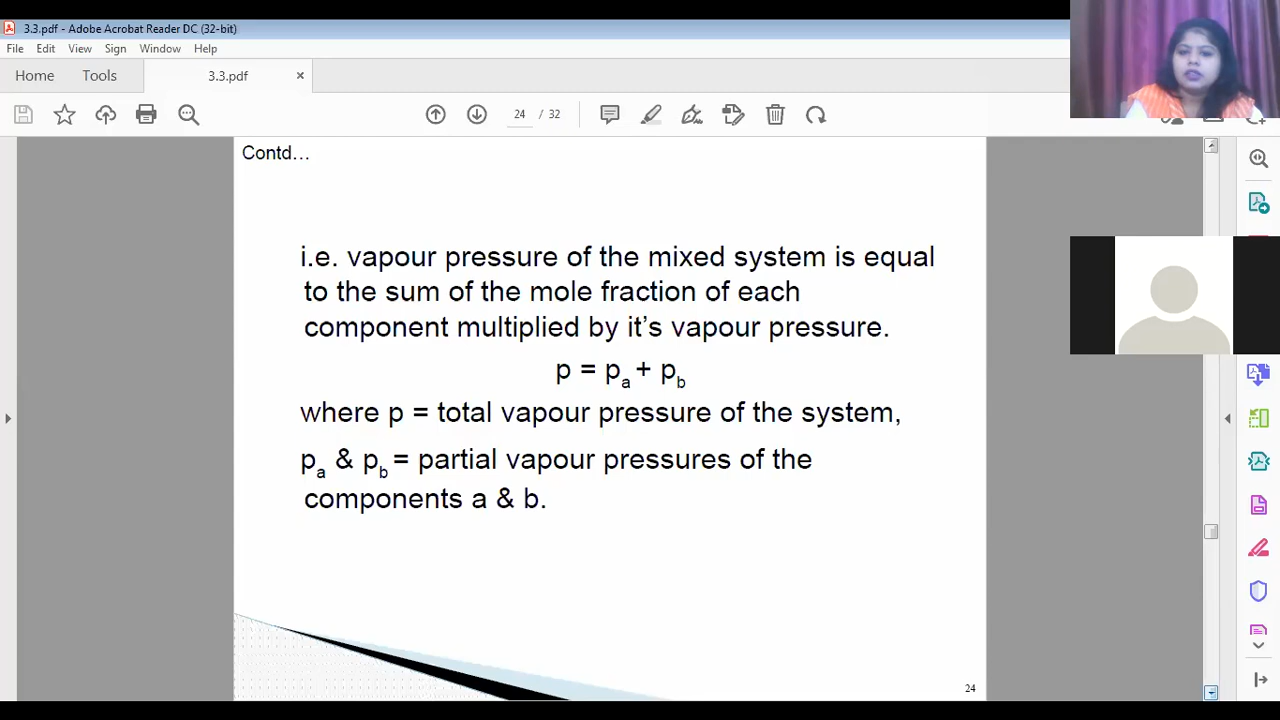 3.3.pdf - Adobe Acrobat Reader DC (32-bit)
File Edit View Sign Window Help
Home Tools 3.3.pdf ×
24 / 32
Contd…
i.e. vapour pressure of the mixed system is equal
to the sum of the mole fraction of each
component multiplied by it’s vapour pressure.
p = pa + pb
where p = total vapour pressure of the system,
pa & pb = partial vapour pressures of the
components a & b.
24